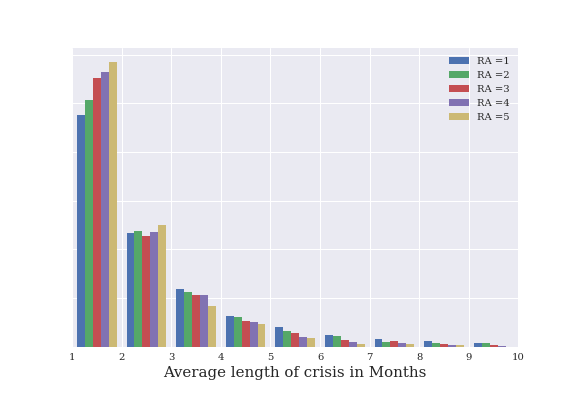 RA =1
RA =2
RA =3
RA =4
RA =5
1 2 3 4 5 6 7 8 9 10
Average length of crisis in Months